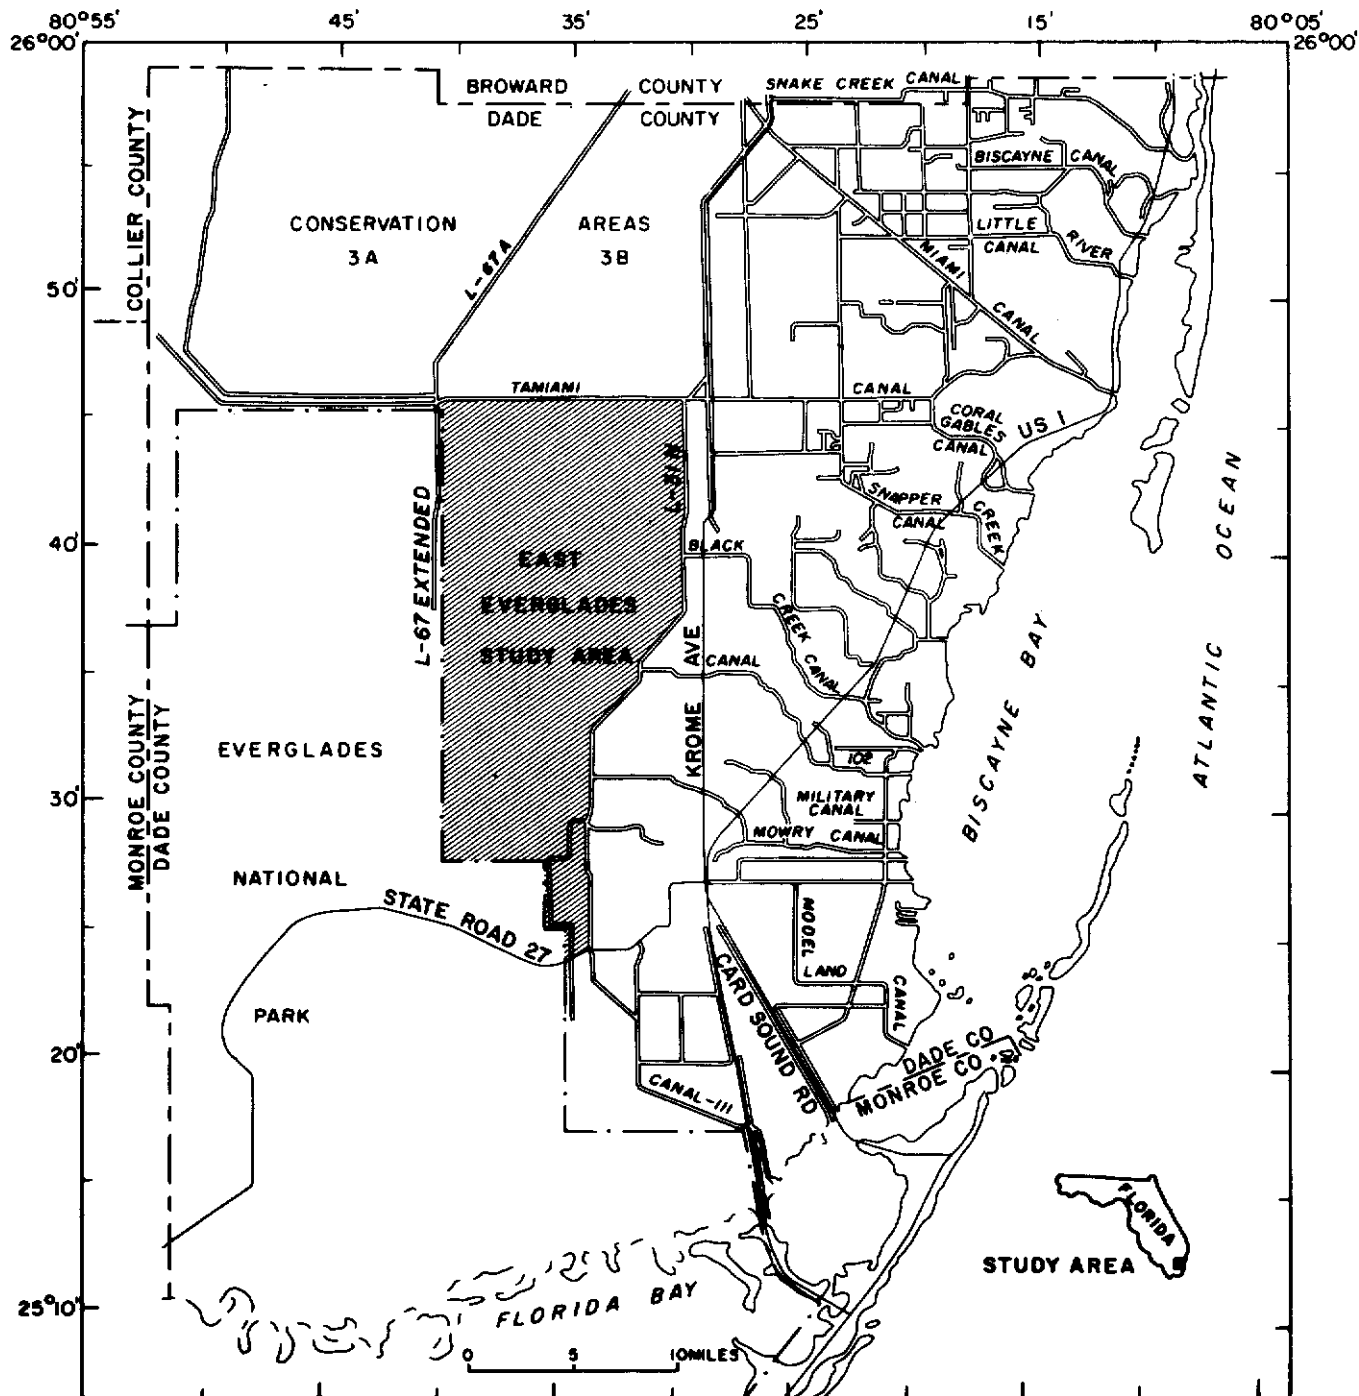 80°55' 45' 35' 25' 15' 80°05'
26°00' 26°00'
BROWARD COUNTY
DADE COUNTY
SNAKE CREEK CANAL
COLLIER COUNTY
BISCAYNE CANAL
CONSERVATION AREAS
3A 3B
L-67A
LITTLE RIVER
CANAL
MIAMI CANAL
50'
TAMIAMI CANAL
CORAL
GABLES
CANAL
US 1
L-31 N
L-67 EXTENDED
SNAPPER CREEK
CANAL
ATLANTIC OCEAN
40'
BLACK CREEK CANAL
EAST
EVERGLADES
STUDY AREA
KROME AVE
CANAL
BISCAYNE BAY
102
MONROE COUNTY
DADE COUNTY
EVERGLADES
30'
MILITARY
CANAL
MOWRY CANAL
NATIONAL
STATE ROAD 27
MODEL
LAND
CANAL
PARK
CARD SOUND RD
20'
DADE CO
MONROE CO
CANAL-111
FLORIDA
STUDY AREA
25°10'
FLORIDA BAY
0 5 10 MILES